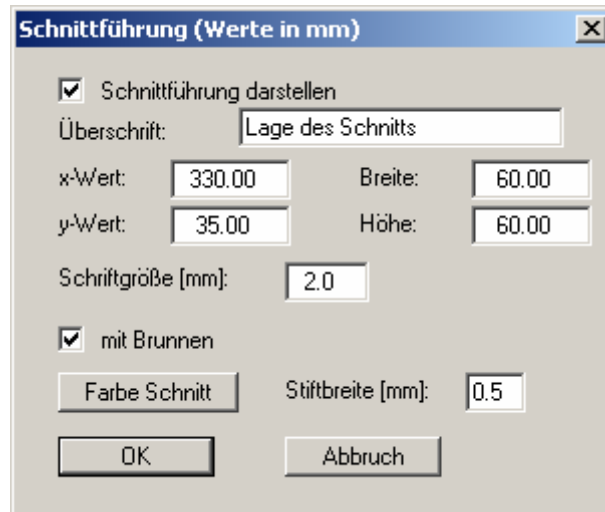 Schnittführung (Werte in mm)
Schnittführung darstellen
Überschrift: Lage des Schnitts
x-Wert: 330.00 Breite: 60.00
y-Wert: 35.00 Höhe: 60.00
Schriftgröße [mm]: 2.0
mit Brunnen
Farbe Schnitt Stiftbreite [mm]: 0.5
OK Abbruch